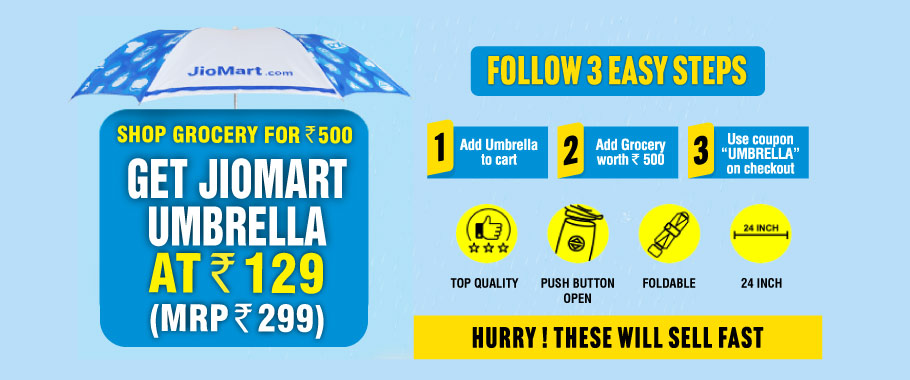 JioMart.com
SHOP GROCERY FOR ₹500
GET JIOMART
UMBRELLA
AT ₹ 129
(MRP ₹ 299)
FOLLOW 3 EASY STEPS
1 Add Umbrella
to cart
2 Add Grocery
worth ₹ 500
3 Use coupon
“UMBRELLA”
on checkout
24 INCH
TOP QUALITY
PUSH BUTTON
OPEN
FOLDABLE
24 INCH
HURRY ! THESE WILL SELL FAST